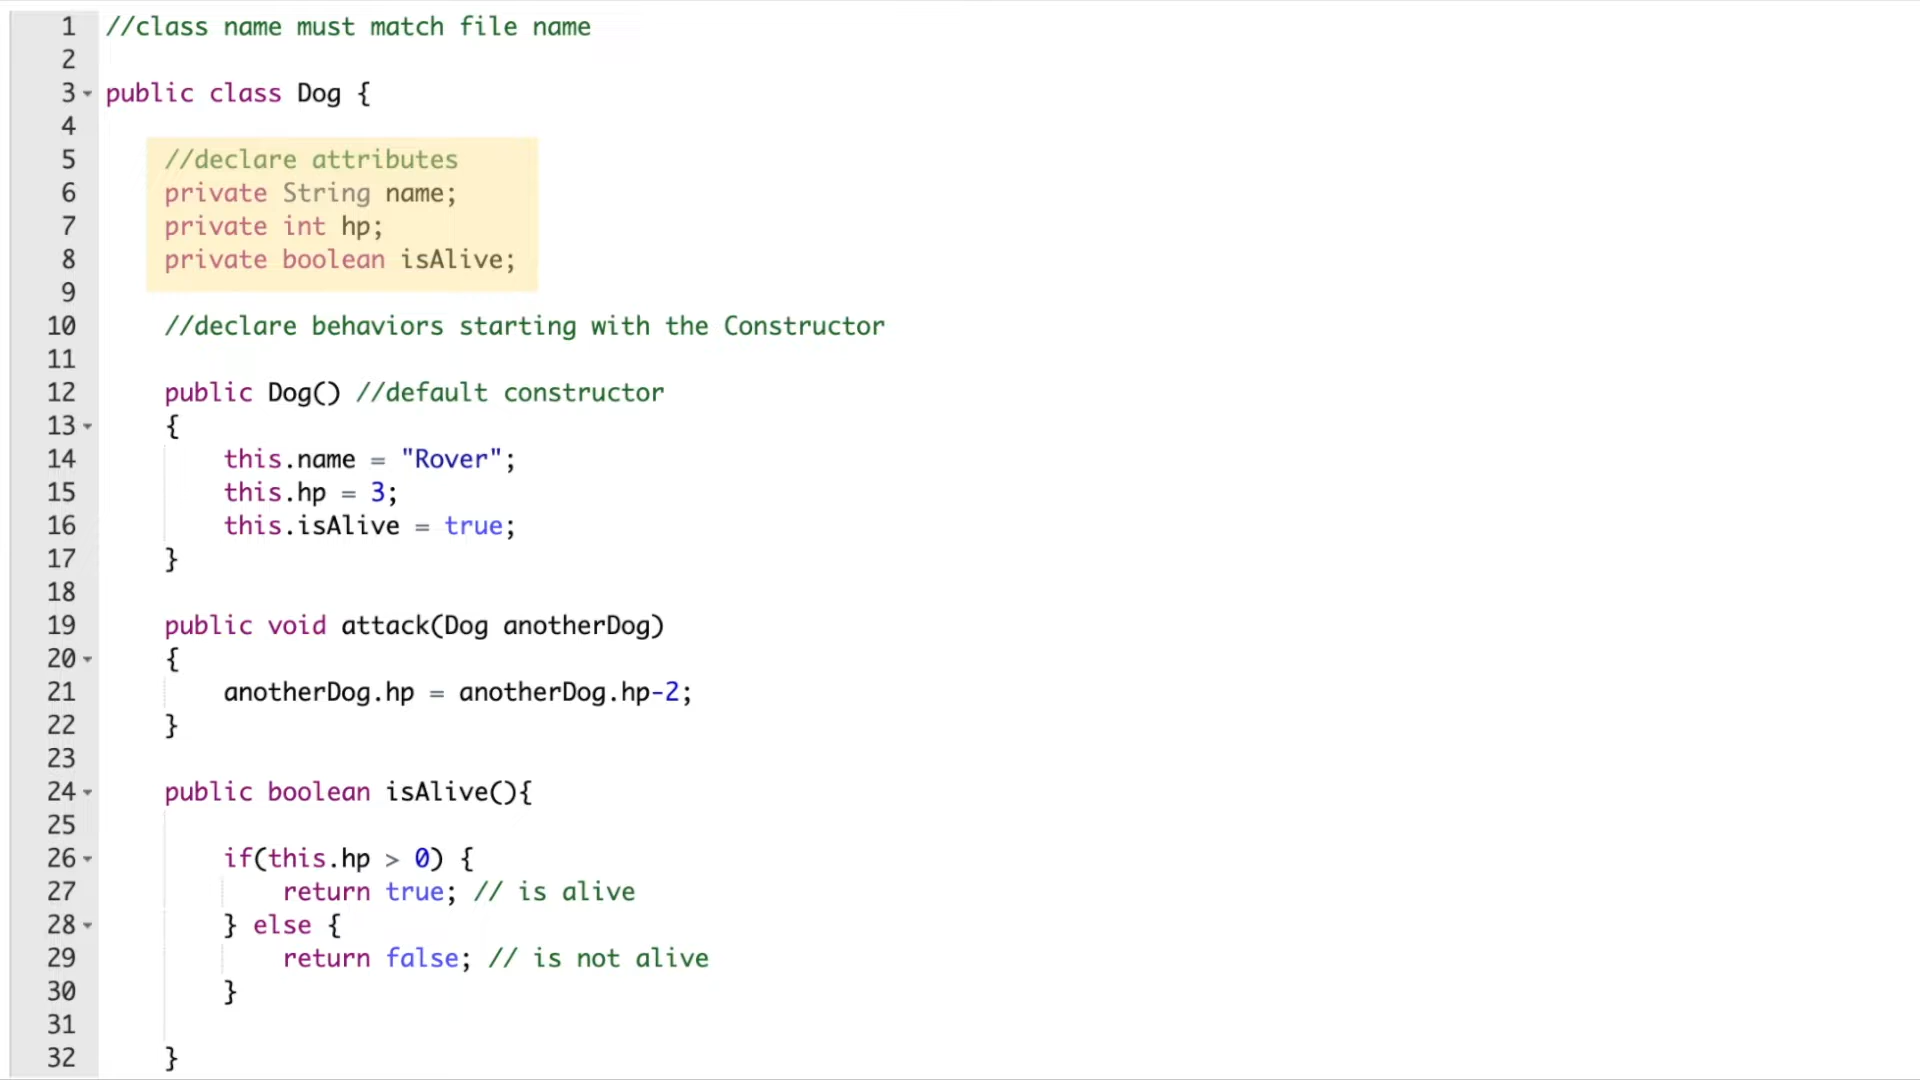 1 //class name must match file name
2
3 public class Dog {
4
5 //declare attributes
6 private String name;
7 private int hp;
8 private boolean isAlive;
9
10 //declare behaviors starting with the Constructor
11
12 public Dog() //default constructor
13 {
14 this.name = "Rover";
15 this.hp = 3;
16 this.isAlive = true;
17 }
18
19 public void attack(Dog anotherDog)
20 {
21 anotherDog.hp = anotherDog.hp-2;
22 }
23
24 public boolean isAlive(){
25
26 if(this.hp > 0) {
27 return true; // is alive
28 } else {
29 return false; // is not alive
30 }
31
32 }